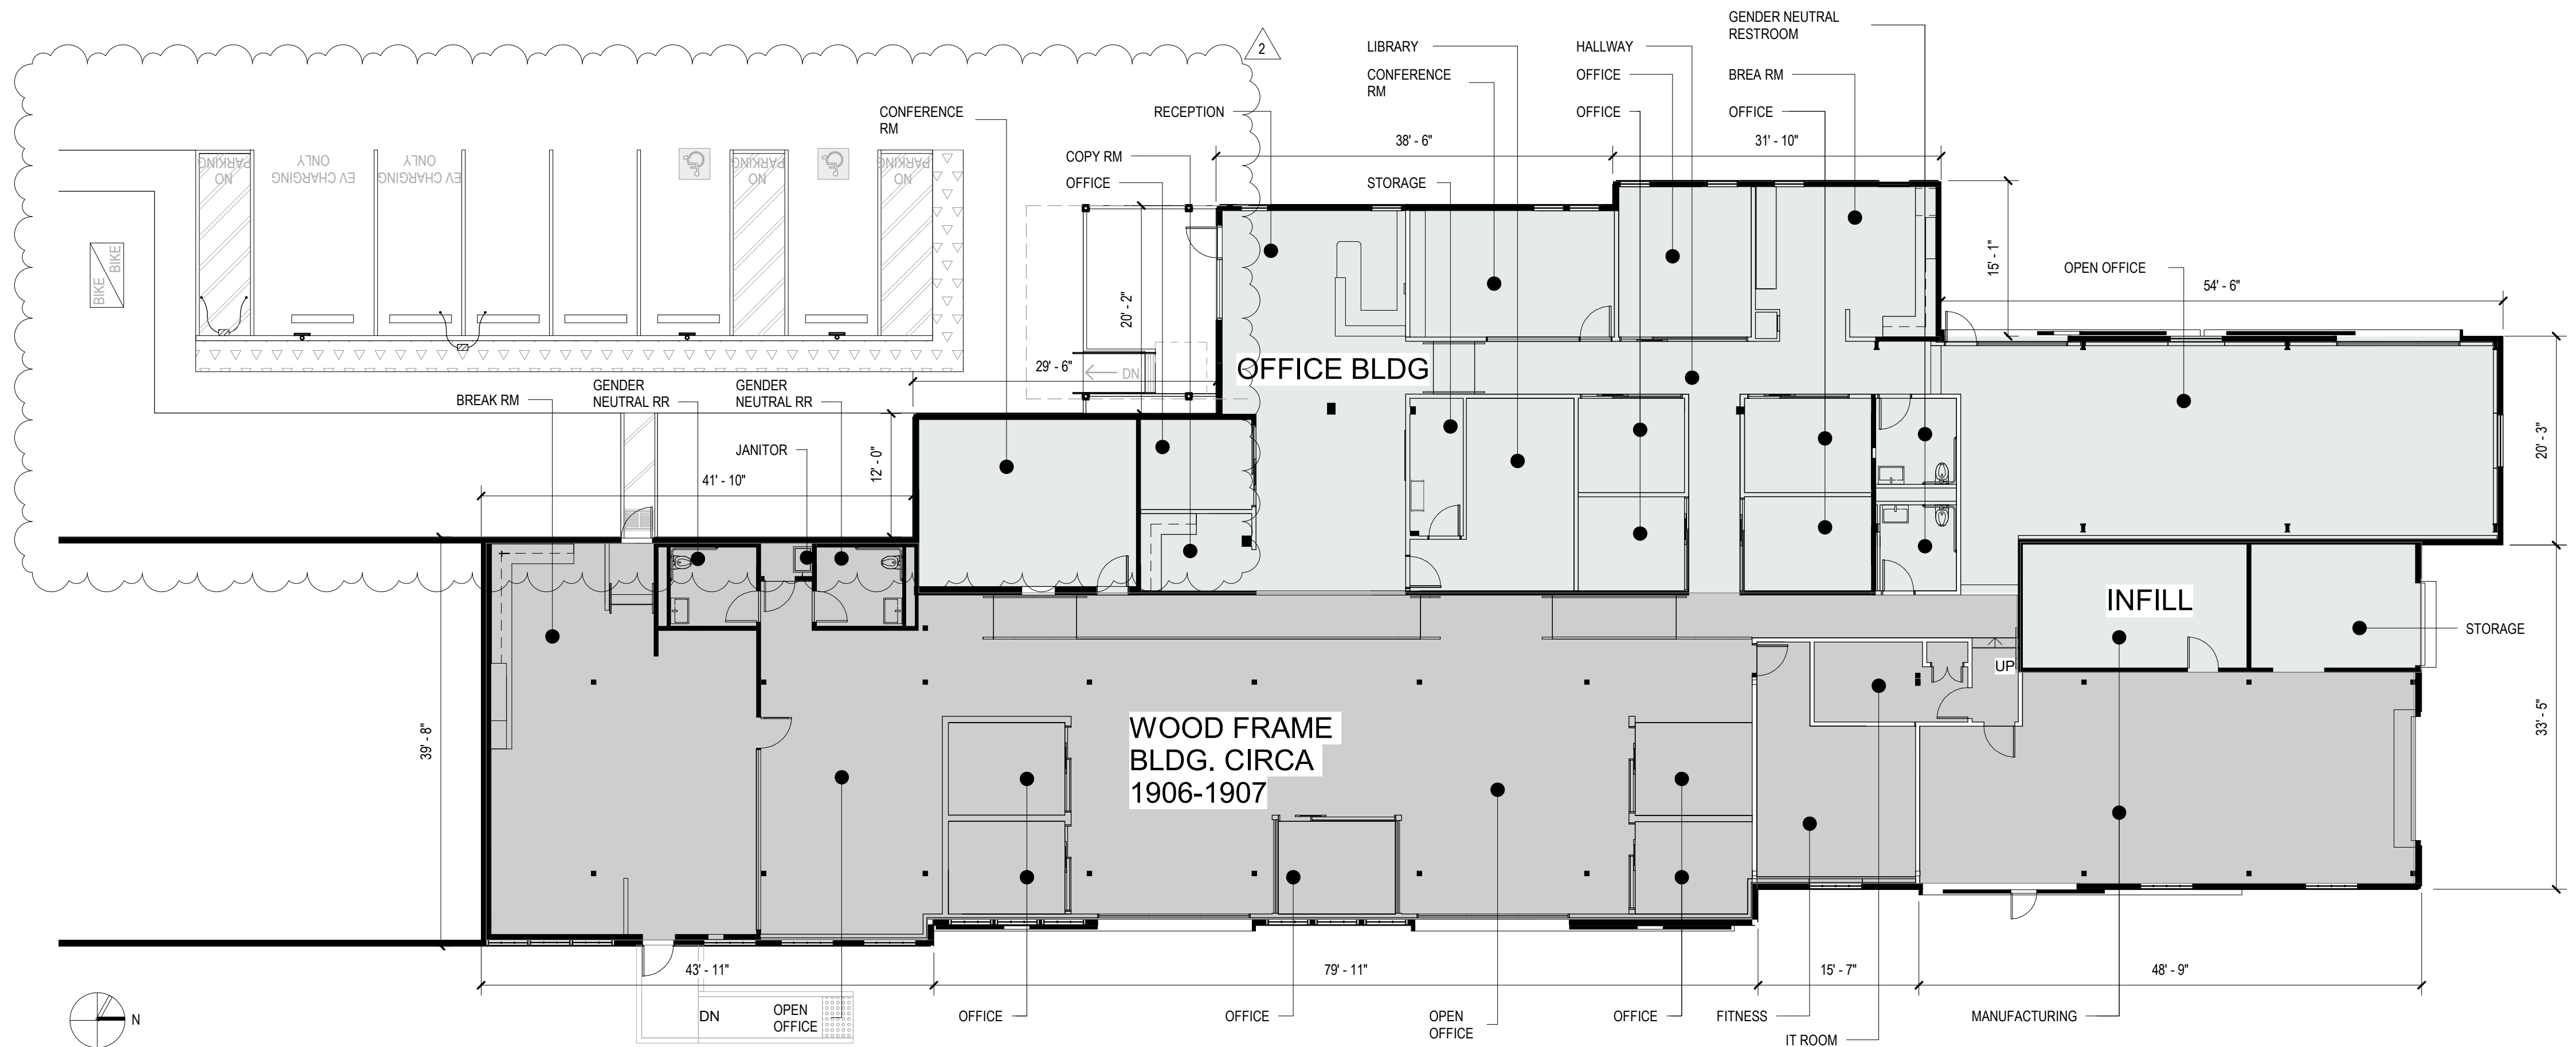 GENDER NEUTRAL
RESTROOM
2
LIBRARY
HALLWAY
CONFERENCE
RM
OFFICE
BREA RM
CONFERENCE
RM
RECEPTION
OFFICE
OFFICE
38' - 6"
31' - 10"
COPY RM
OFFICE
STORAGE
NO
PARKING
EV CHARGING
ONLY
EV CHARGING
ONLY
NO
PARKING
NO
PARKING
BIKE
BIKE
15' - 1"
OPEN OFFICE
54' - 6"
20' - 2"
29' - 6"
DN
OFFICE BLDG
GENDER
NEUTRAL RR
GENDER
NEUTRAL RR
BREAK RM
JANITOR
12' - 0"
41' - 10"
20' - 3"
INFILL
STORAGE
UP
WOOD FRAME
BLDG. CIRCA
1906-1907
39' - 8"
33' - 5"
43' - 11"
79' - 11"
15' - 7"
48' - 9"
N
DN
OPEN
OFFICE
OFFICE
OFFICE
OPEN
OFFICE
OFFICE
FITNESS
IT ROOM
MANUFACTURING